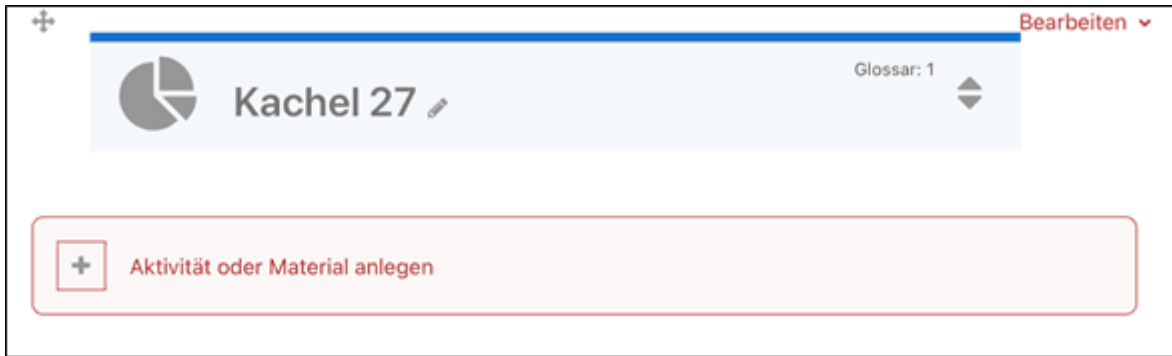 Bearbeiten
Glossar: 1
Kachel 27
Aktivität oder Material anlegen